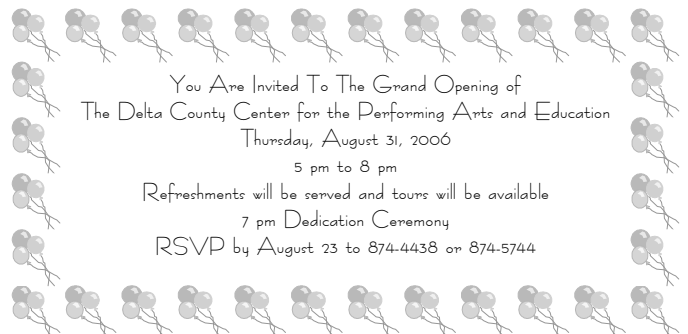 You Are Invited To The Grand Opening of
The Delta County Center for the Performing Arts and Education
Thursday, August 31, 2006
5 pm to 8 pm
Refreshments will be served and tours will be available
7 pm Dedication Ceremony
RSVP by August 23 to 874-4438 or 874-5744